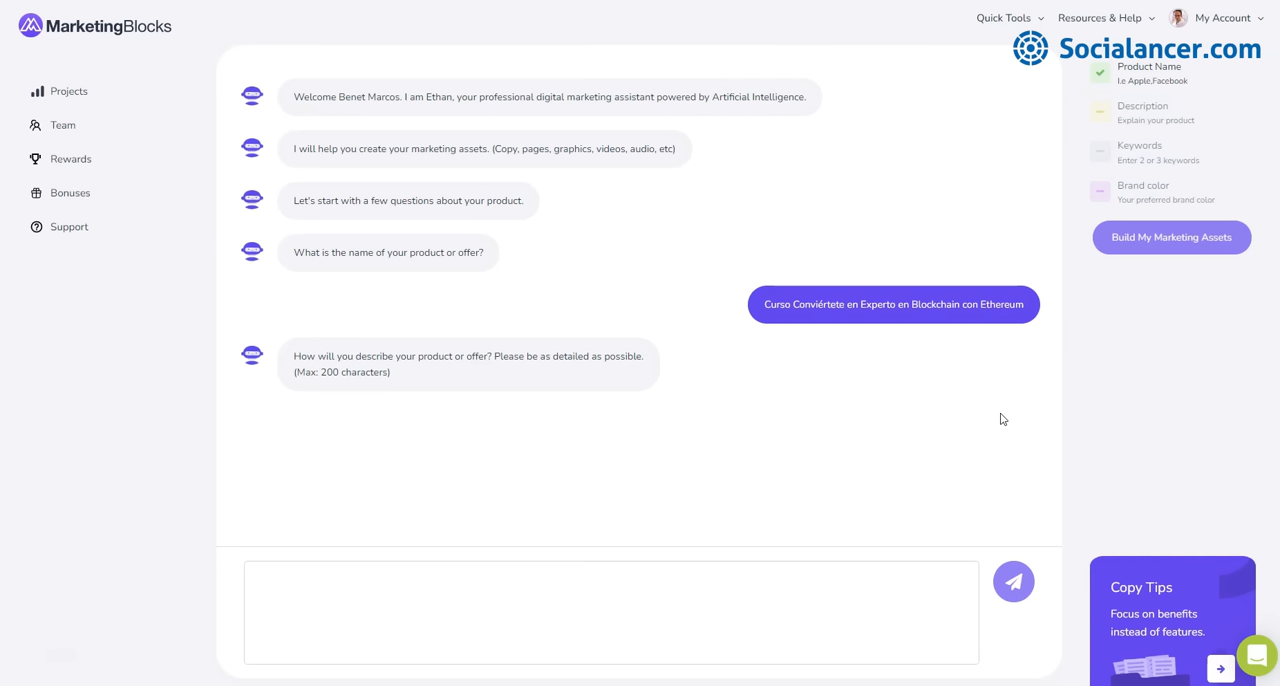 MarketingBlocks
Quick Tools
Resources & Help
My Account
Socialancer.com
Projects
Team
Rewards
Bonuses
Support
Welcome Benet Marcos. I am Ethan, your professional digital marketing assistant powered by Artificial Intelligence.
I will help you create your marketing assets. (Copy, pages, graphics, videos, audio, etc)
Let's start with a few questions about your product.
What is the name of your product or offer?
Curso Conviértete en Experto en Blockchain con Ethereum
How will you describe your product or offer? Please be as detailed as possible.
(Max: 200 characters)
Product Name
I.e Apple,Facebook
Description
Explain your product
Keywords
Enter 2 or 3 keywords
Brand color
Your preferred brand color
Build My Marketing Assets
Copy Tips
Focus on benefits
instead of features.